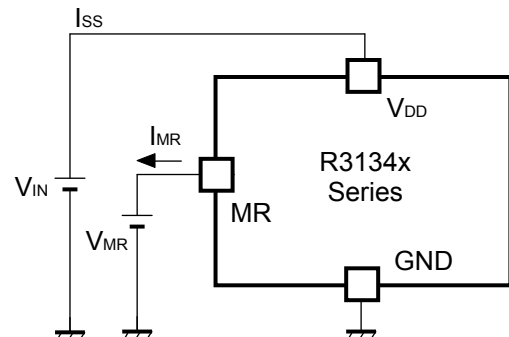 ISS
VDD
IMR
R3134x
Series
VIN
MR
VMR
GND